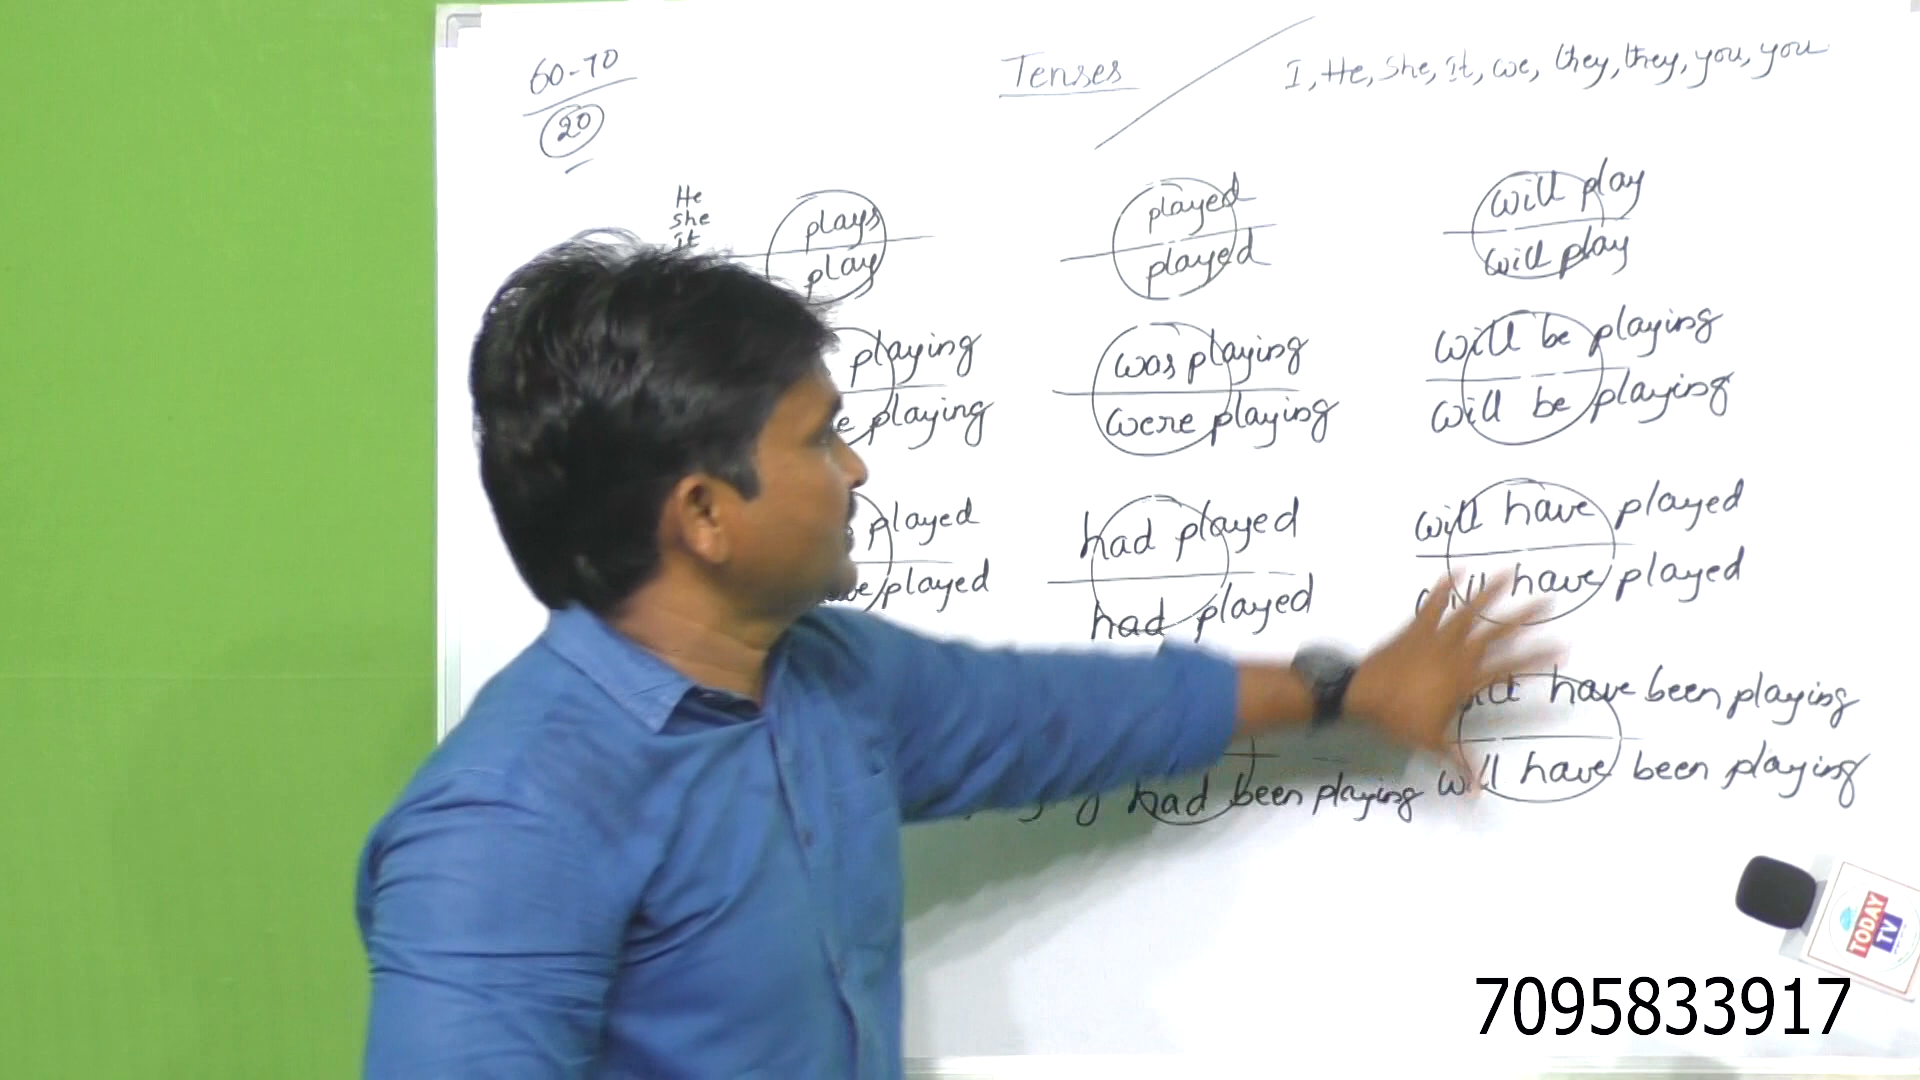 60-70
20
Tenses
I, He, she, it, we, they, they, you, you
He
she
it
plays played will play
play played will play
playing was playing will be playing
playing were playing will be playing
played had played will have played
played had played will have played
have been playing
had been playing will have been playing
TODAY
TV
7095833917